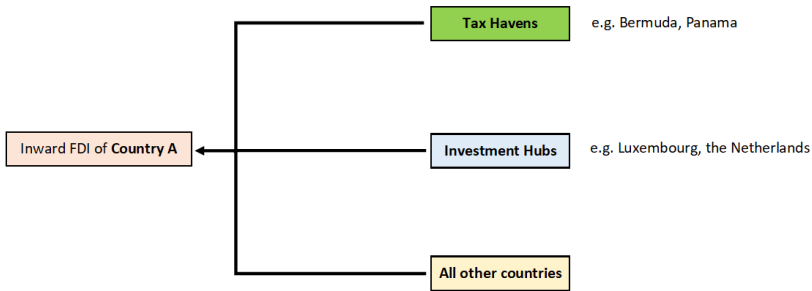 Tax Havens
e.g. Bermuda, Panama
Inward FDI of Country A
Investment Hubs
e.g. Luxembourg, the Netherlands
All other countries